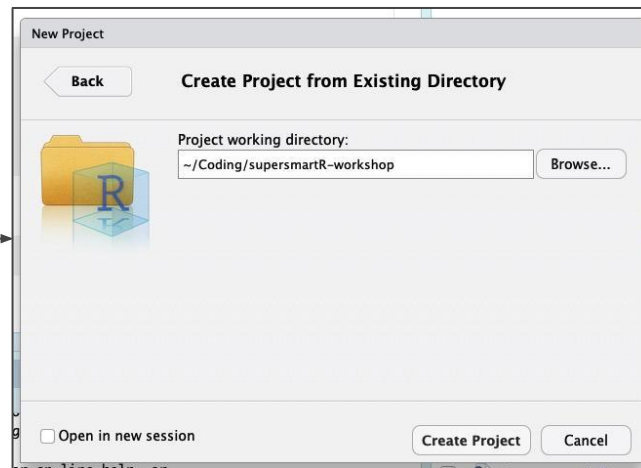 New Project
Back
Create Project from Existing Directory
Project working directory:
~/Coding/supersmartR-workshop
Browse...
R
Open in new session
Create Project
Cancel